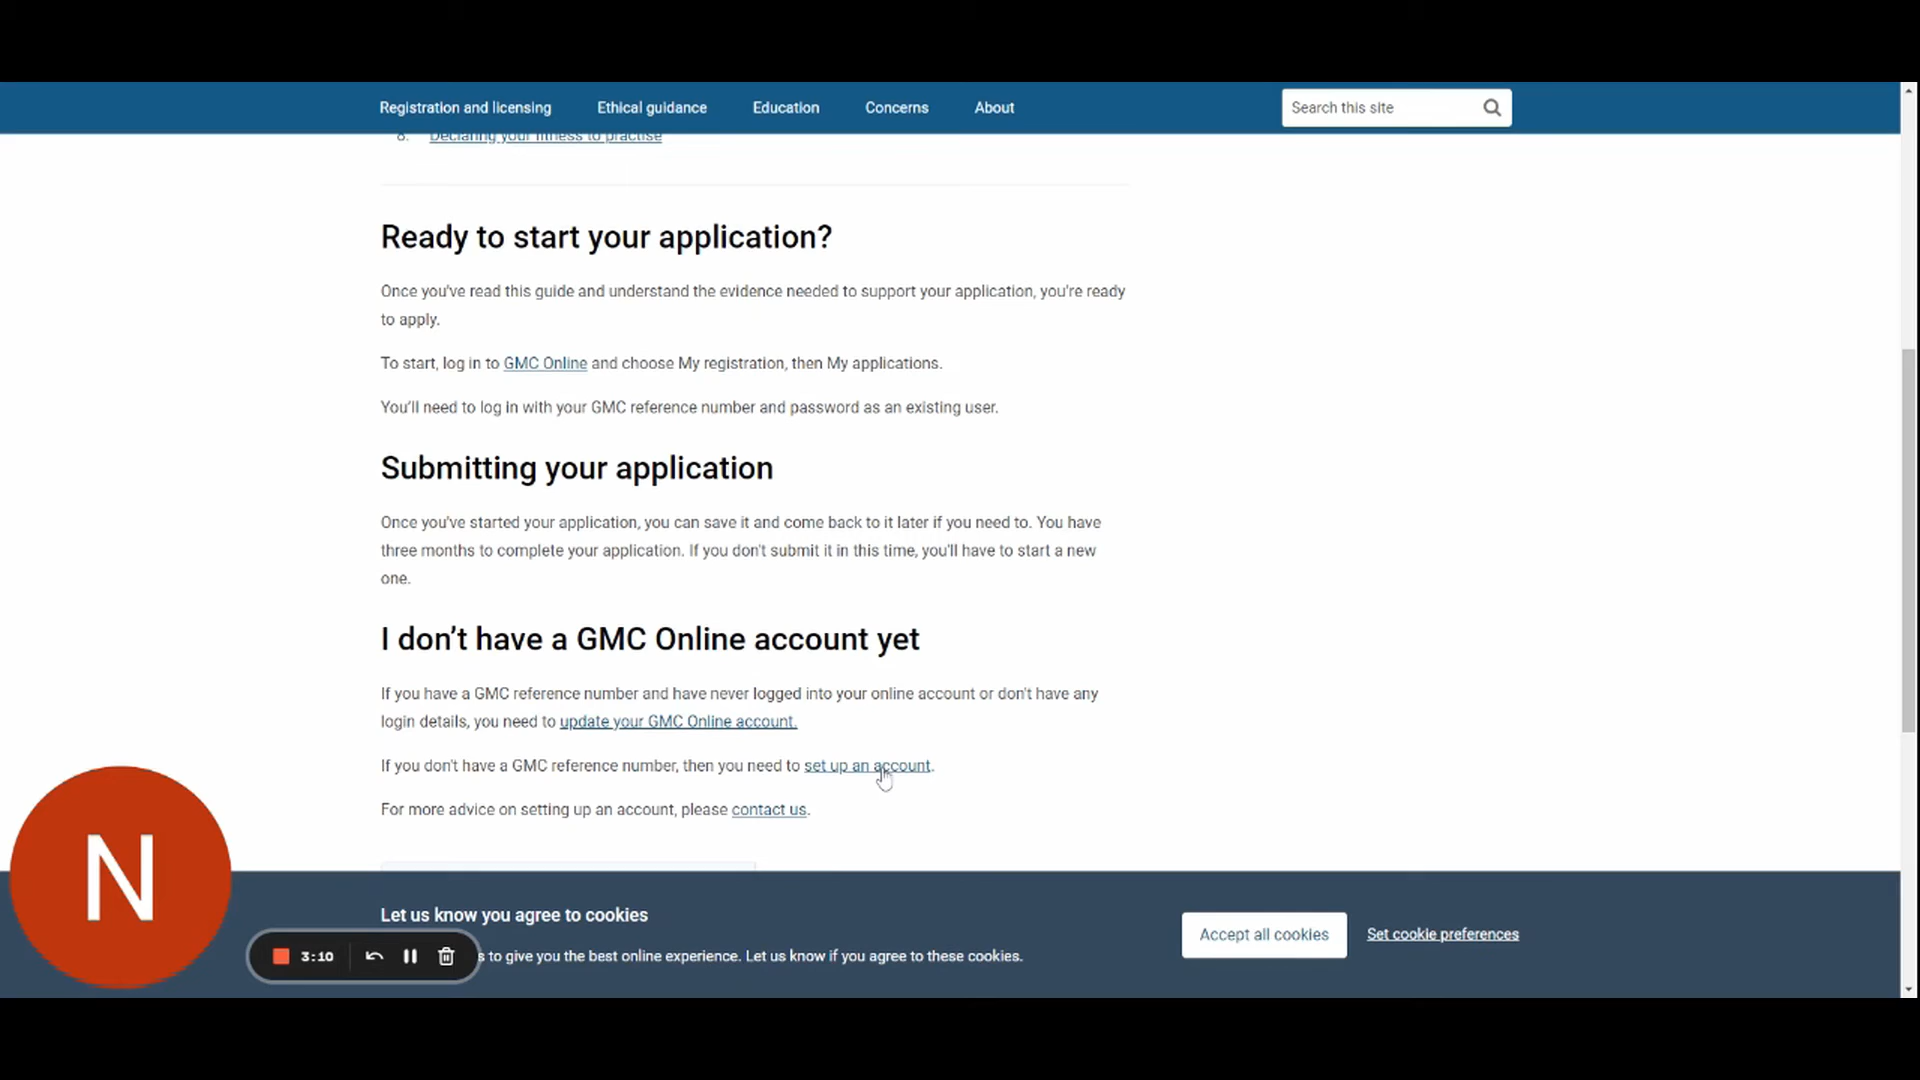 Registration and licensing Ethical guidance Education Concerns About Search this site
8. Declaring your fitness to practise
Ready to start your application?
Once you've read this guide and understand the evidence needed to support your application, you're ready
to apply.
To start, log in to GMC Online and choose My registration, then My applications.
You'll need to log in with your GMC reference number and password as an existing user.
Submitting your application
Once you've started your application, you can save it and come back to it later if you need to. You have
three months to complete your application. If you don't submit it in this time, you'll have to start a new
one.
I don't have a GMC Online account yet
If you have a GMC reference number and have never logged into your online account or don't have any
login details, you need to update your GMC Online account.
If you don't have a GMC reference number, then you need to set up an account.
For more advice on setting up an account, please contact us.
N
Let us know you agree to cookies
3:10
s to give you the best online experience. Let us know if you agree to these cookies.
Accept all cookies Set cookie preferences